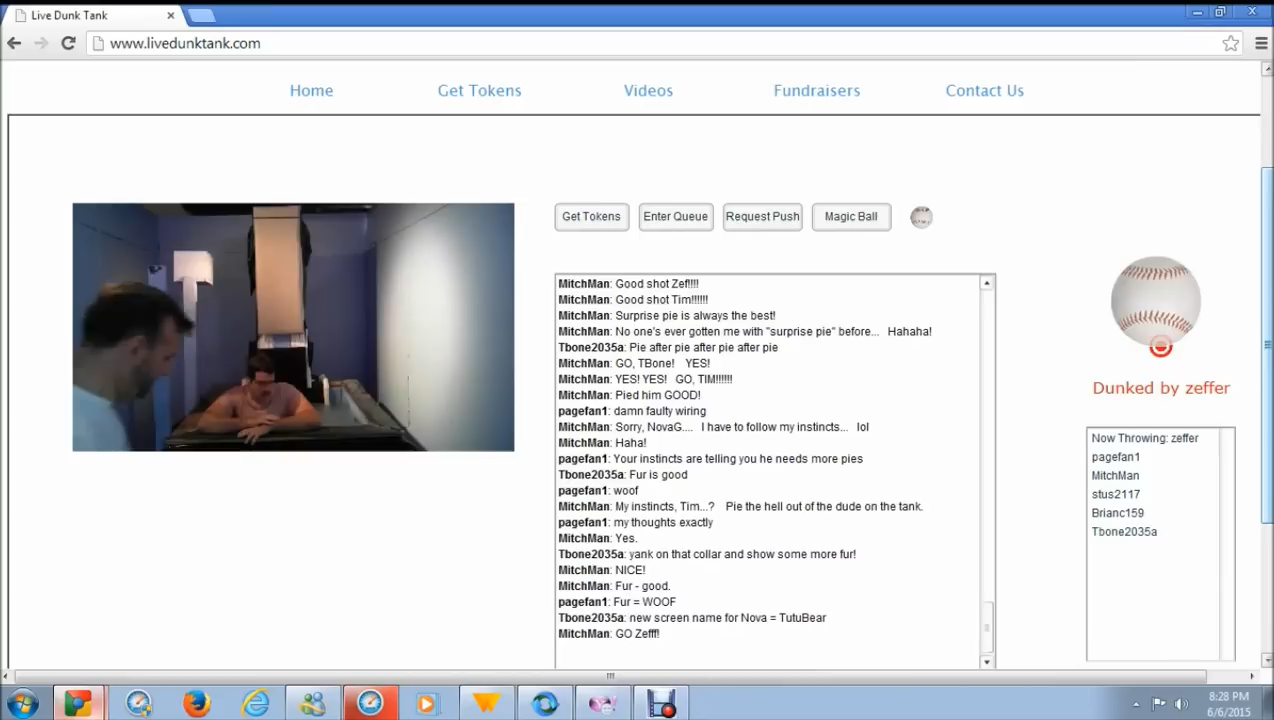 Live Dunk Tank
www.livedunktank.com
Home Get Tokens Videos Fundraisers Contact Us
Get Tokens Enter Queue Request Push Magic Ball
MitchMan: Good shot Zef!!!!
MitchMan: Good shot Tim!!!!!!
MitchMan: Surprise pie is always the best!
MitchMan: No one's ever gotten me with "surprise pie" before... Hahaha!
Tbone2035a: Pie after pie after pie after pie
MitchMan: GO, TBone! YES!
MitchMan: YES! YES! GO, TIM!!!!!!
MitchMan: Pied him GOOD!
pagefan1: damn faulty wiring
MitchMan: Sorry, NovaG.... I have to follow my instincts... lol
MitchMan: Haha!
pagefan1: Your instincts are telling you he needs more pies
Tbone2035a: Fur is good
pagefan1: woof
MitchMan: My instincts, Tim...? Pie the hell out of the dude on the tank.
pagefan1: my thoughts exactly
MitchMan: Yes.
Tbone2035a: yank on that collar and show some more fur!
MitchMan: NICE!
MitchMan: Fur - good.
pagefan1: Fur = WOOF
Tbone2035a: new screen name for Nova = TutuBear
MitchMan: GO Zefff!
Dunked by zeffer
Now Throwing: zeffer
pagefan1
MitchMan
stus2117
Brianc159
Tbone2035a
8:28 PM
6/6/2015